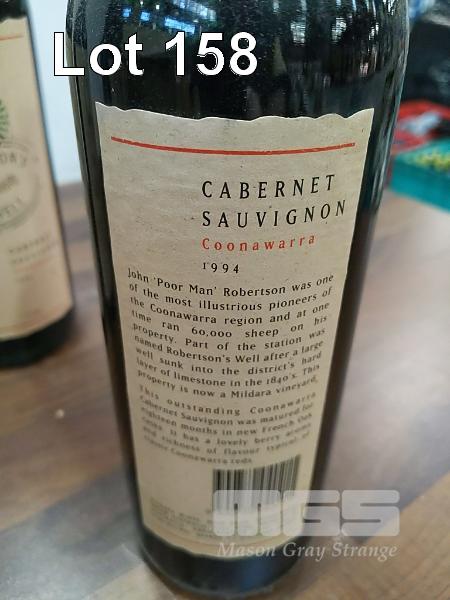 Lot 158
CABERNET
SAUVIGNON
Coonawarra
1994
John 'Poor Man' Robertson was one
of the most illustrious pioneers of
the Coonawarra region and at one
time ran 60,000 sheep on his
property. Part of the station was
named Robertson's Well after a large
well sunk into the district's hard
layer of limestone in the 1840's. This
property is now a Mildara vineyard,
This outstanding Coonawarra
Cabernet Sauvignon was matured for
eighteen months in new French Oak
It has a lovely berry aroma
and richness of flavour typical of
classic Coonawarra reds.
MGS
Mason Gray Strange